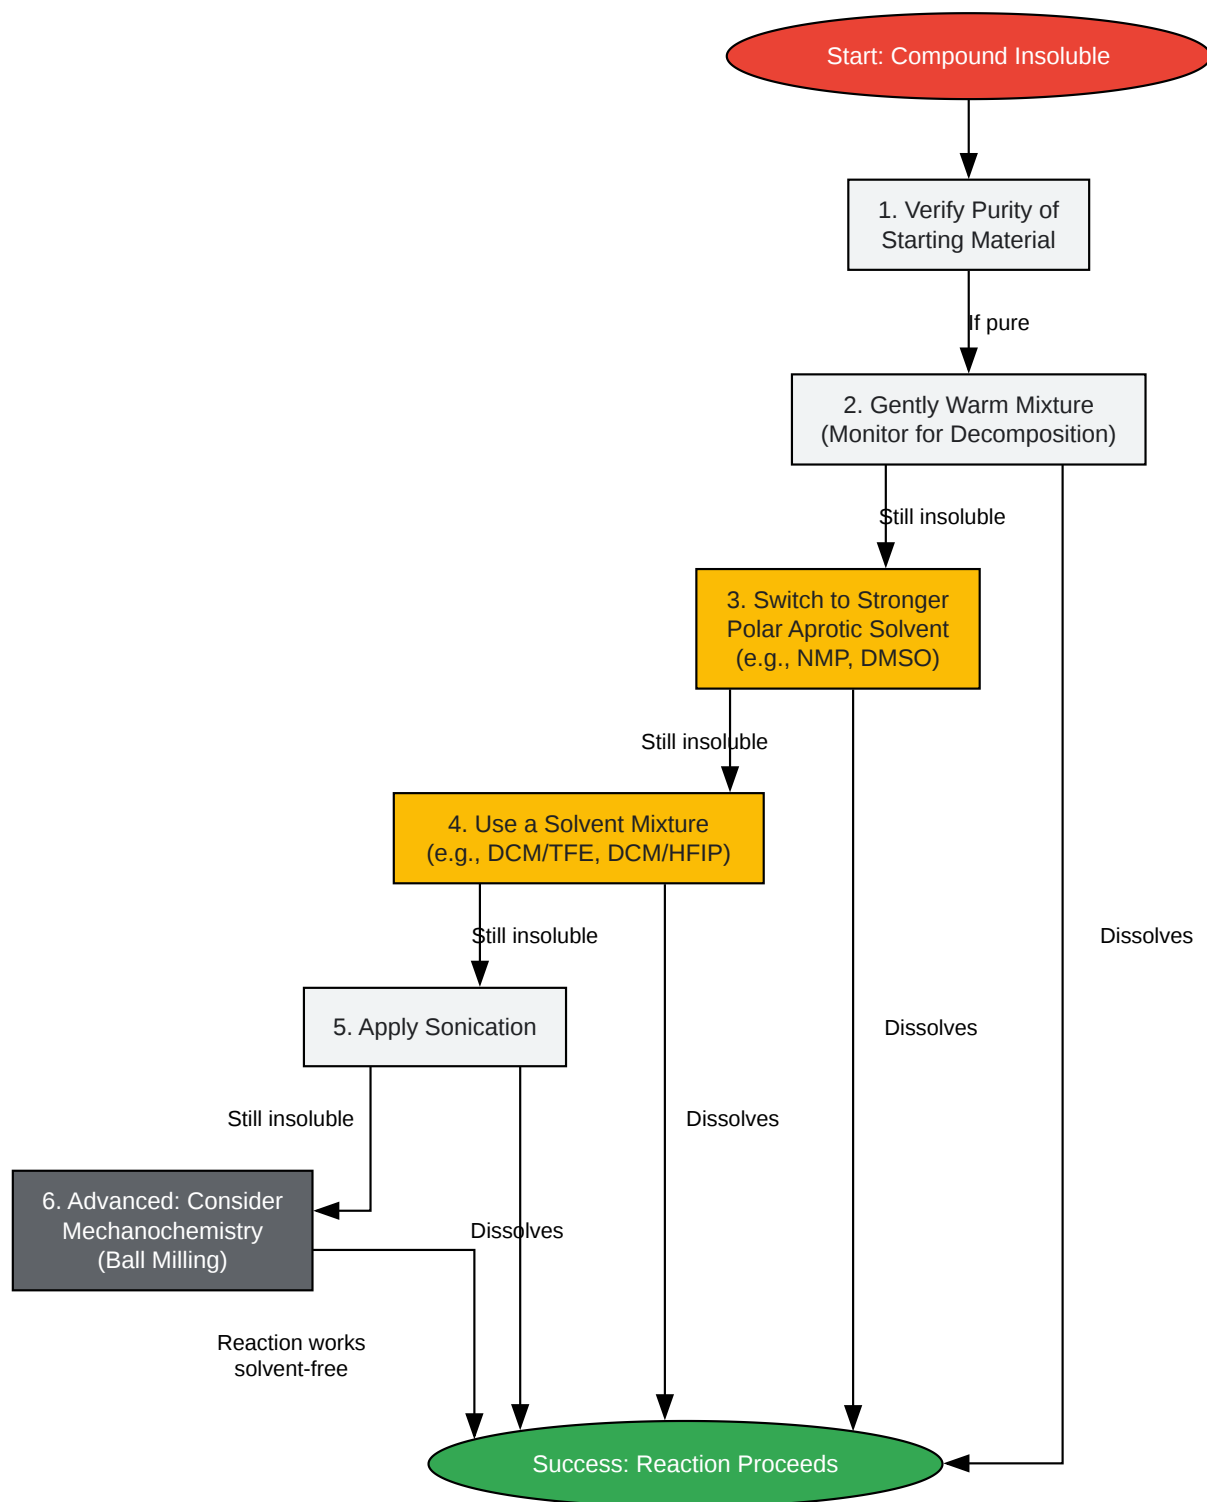 Start: Compound Insoluble
1. Verify Purity of
Starting Material
If pure
2. Gently Warm Mixture
(Monitor for Decomposition)
Still insoluble
3. Switch to Stronger
Polar Aprotic Solvent
(e.g., NMP, DMSO)
Still insoluble
4. Use a Solvent Mixture
(e.g., DCM/TFE, DCM/HFIP)
Still insoluble
Dissolves
5. Apply Sonication
Dissolves
Still insoluble
Dissolves
6. Advanced: Consider
Mechanochemistry
(Ball Milling)
Dissolves
Reaction works
solvent-free
Success: Reaction Proceeds